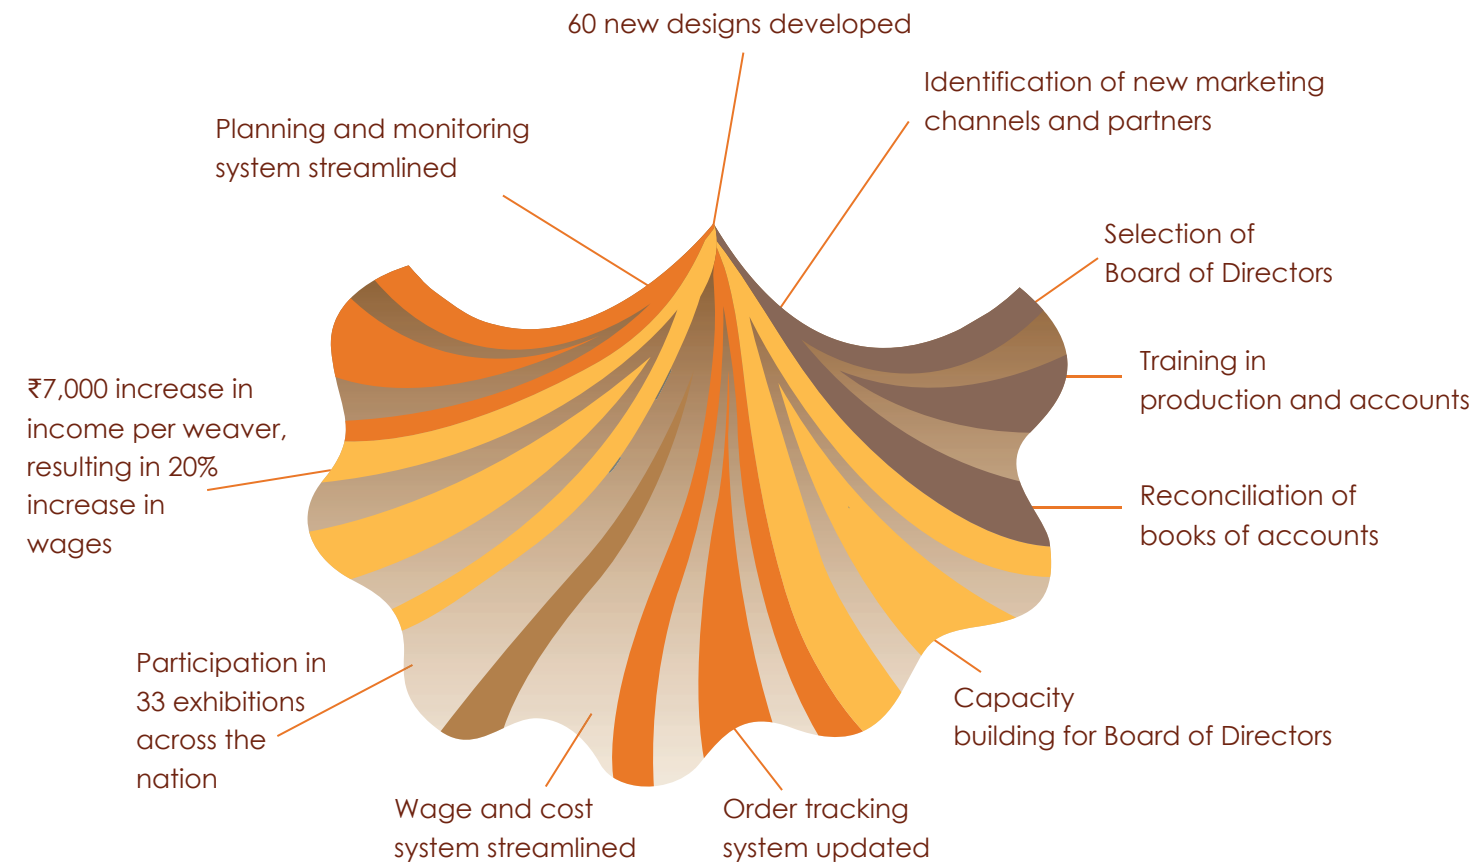 60 new designs developed
Identification of new marketing
channels and partners
Planning and monitoring
system streamlined
Selection of
Board of Directors
Training in
production and accounts
₹7,000 increase in
income per weaver,
resulting in 20%
increase in
wages
Reconciliation of
books of accounts
Participation in
33 exhibitions
across the
nation
Capacity
building for Board of Directors
Wage and cost
system streamlined
Order tracking
system updated